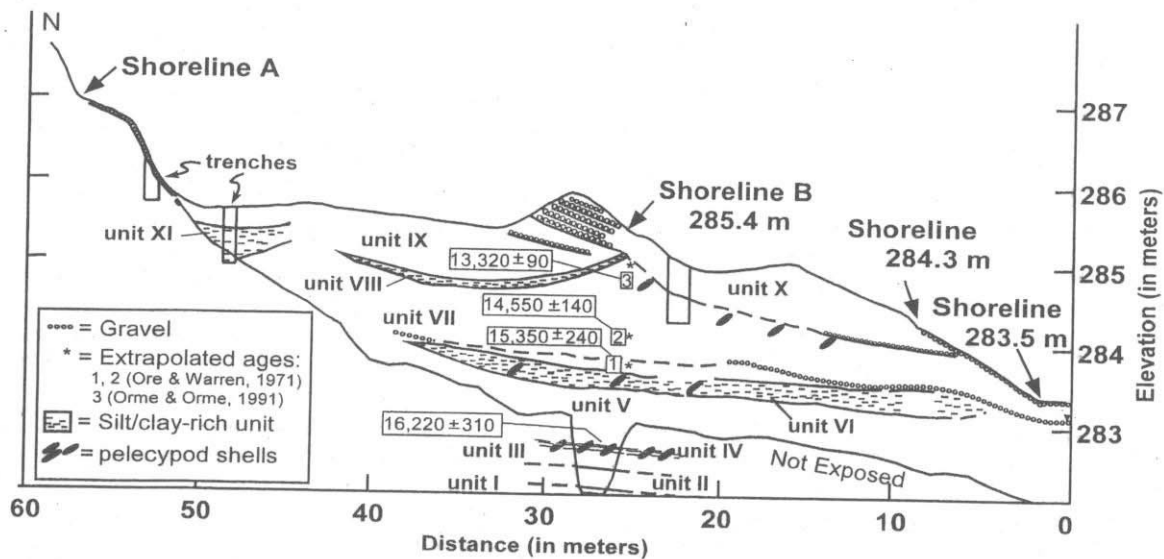 N
Shoreline A
trenches
unit XI
unit IX
13,320 ± 90
3
unit VIII
14,550 ± 140
2*
unit VII
15,350 ± 240
1*
Shoreline B
285.4 m
unit X
Shoreline
284.3 m
Shoreline
283.5 m
unit V
unit VI
16,220 ± 310
unit III
unit IV
unit I
unit II
Not Exposed
= Gravel
* = Extrapolated ages:
1, 2 (Ore & Warren, 1971)
3 (Orme & Orme, 1991)
= Silt/clay-rich unit
= pelecypod shells
287
286
285
284
283
Elevation (in meters)
60 50 40 30 20 10 0
Distance (in meters)